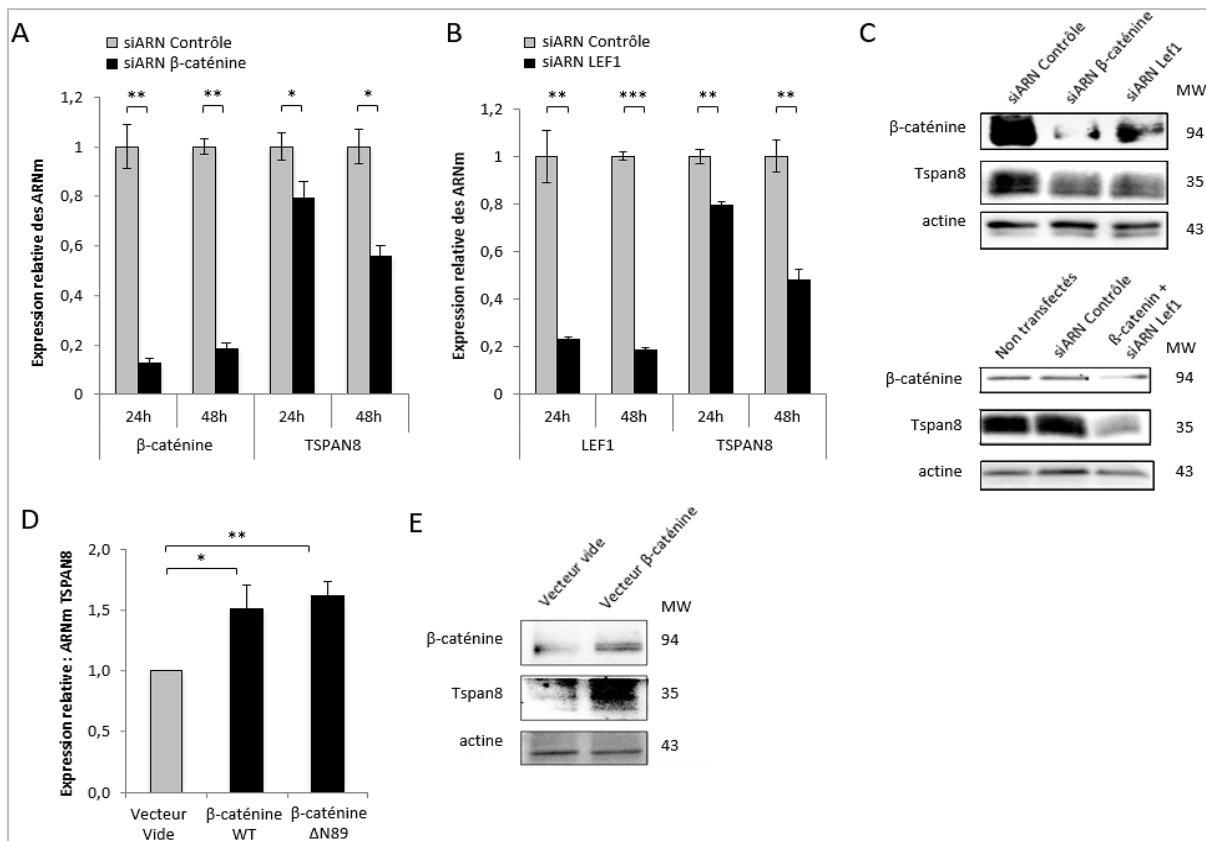 A
siARN Contrôle
siARN β-caténine
Expression relative des ARNm
1,2
1
0,8
0,6
0,4
0,2
0
** ** * *
24h 48h 24h 48h
β-caténine TSPAN8
B
siARN Contrôle
siARN LEF1
Expression relative des ARNm
1,2
1
0,8
0,6
0,4
0,2
0
** *** ** **
24h 48h 24h 48h
LEF1 TSPAN8
C
siARN Contrôle
siARN β-caténine
siARN Lef1
MW
β-caténine 94
Tspan8 35
actine 43
Non transfectés
siARN Contrôle
ß-catenin +
siARN Lef1
MW
β-caténine 94
Tspan8 35
actine 43
D
Expression relative : ARNm TSPAN8
2,0
1,5
1,0
0,5
0,0
**
*
Vecteur
Vide
β-caténine
WT
β-caténine
ΔN89
E
Vecteur vide
Vecteur β-caténine
MW
β-caténine 94
Tspan8 35
actine 43